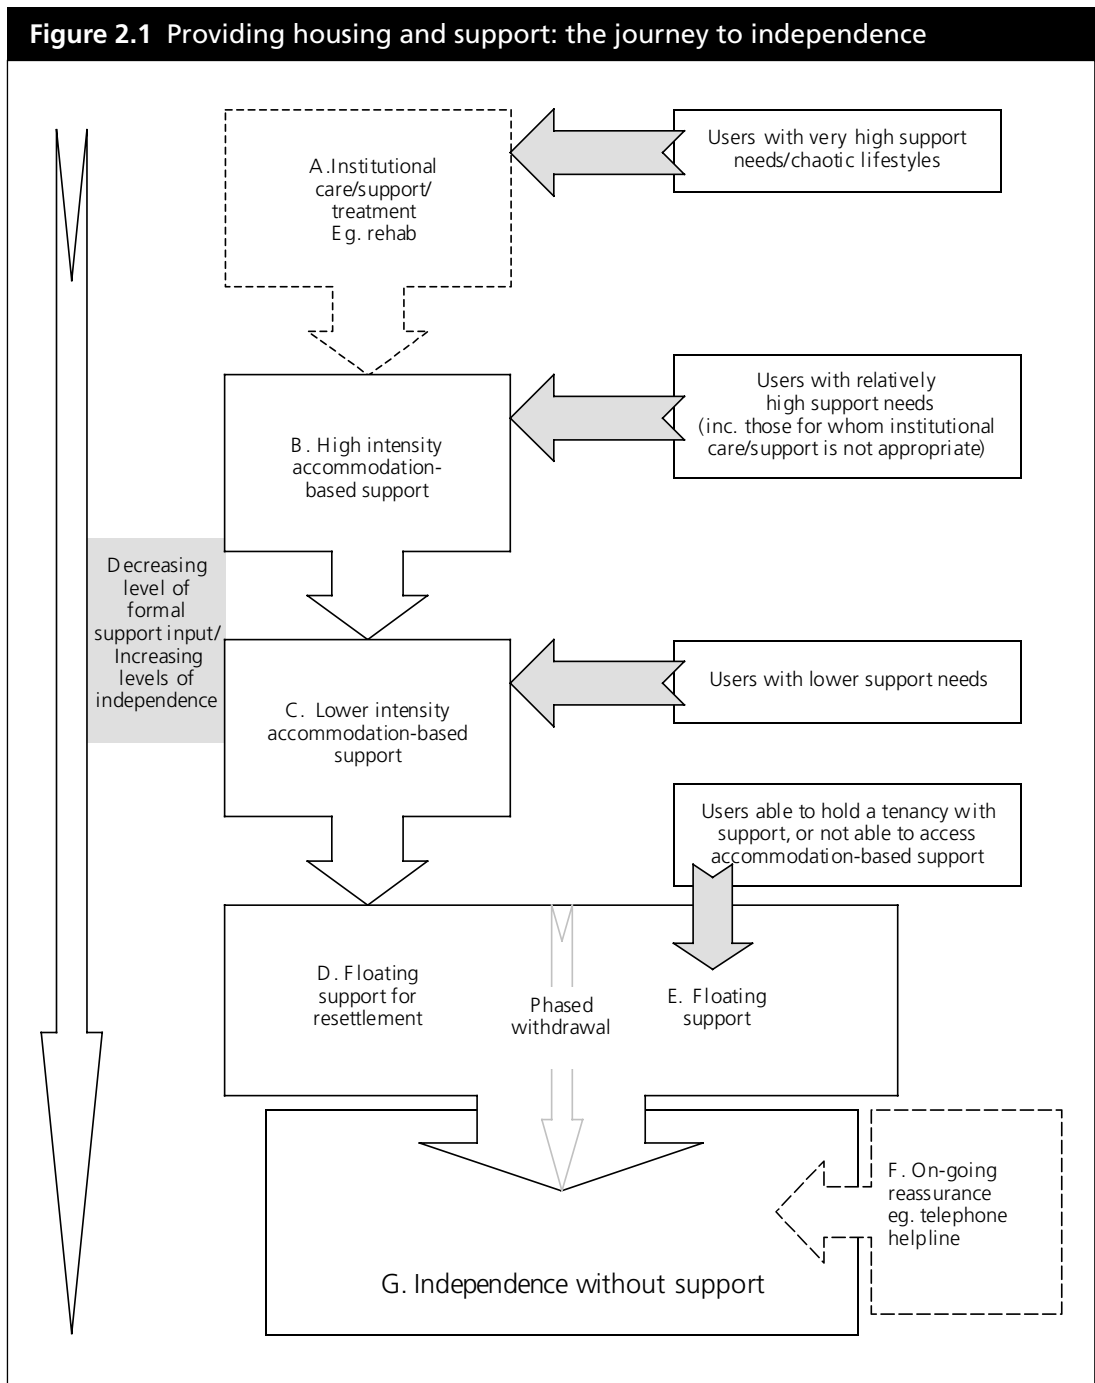 Figure 2.1 Providing housing and support: the journey to independence
A. Institutional
care/support/
treatment
Eg. rehab
Users with very high support
needs/chaotic lifestyles
B. High intensity
accommodation-
based support
Users with relatively
high support needs
(inc. those for whom institutional
care/support is not appropriate)
Decreasing
level of
formal
support input/
Increasing
levels of
independence
C. Lower intensity
accommodation-based
support
Users with lower support needs
Users able to hold a tenancy with
support, or not able to access
accommodation-based support
D. Floating
support for
resettlement
Phased
withdrawal
E. Floating
support
F. On-going
reassurance
eg. telephone
helpline
G. Independence without support